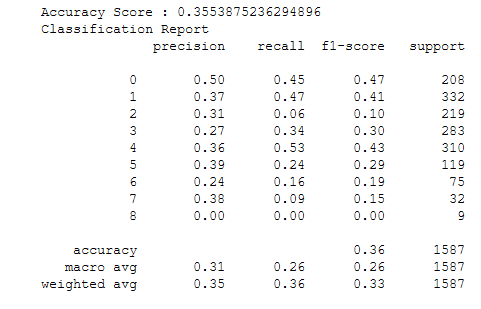 Accuracy Score : 0.3553875236294896
Classification Report
precision recall f1-score support
0 0.50 0.45 0.47 208
1 0.37 0.47 0.41 332
2 0.31 0.06 0.10 219
3 0.27 0.34 0.30 283
4 0.36 0.53 0.43 310
5 0.39 0.24 0.29 119
6 0.24 0.16 0.19 75
7 0.38 0.09 0.15 32
8 0.00 0.00 0.00 9
accuracy 0.36 1587
macro avg 0.31 0.26 0.26 1587
weighted avg 0.35 0.36 0.33 1587